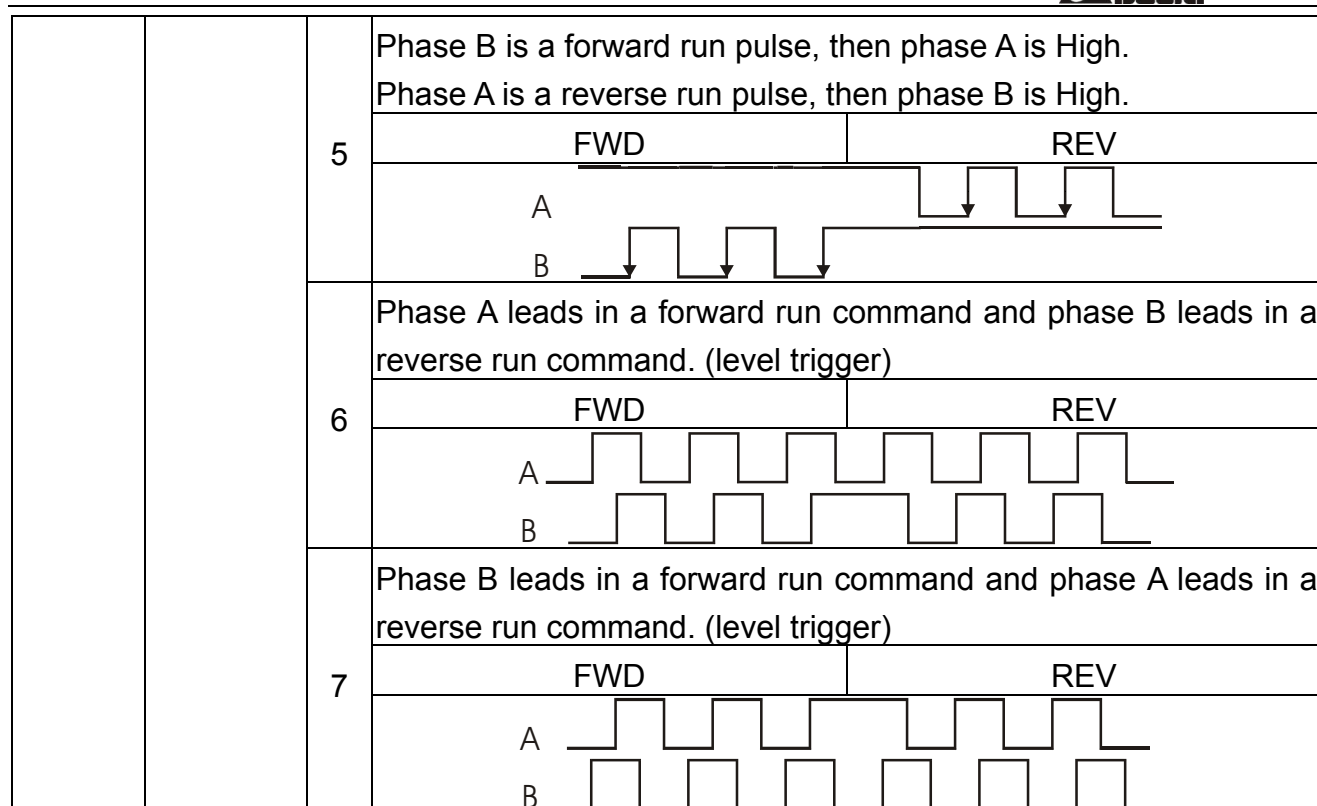 Phase B is a forward run pulse, then phase A is High.
Phase A is a reverse run pulse, then phase B is High.
5
FWD REV
A
B
Phase A leads in a forward run command and phase B leads in a
reverse run command. (level trigger)
6
FWD REV
A
B
Phase B leads in a forward run command and phase A leads in a
reverse run command. (level trigger)
7
FWD REV
A
B